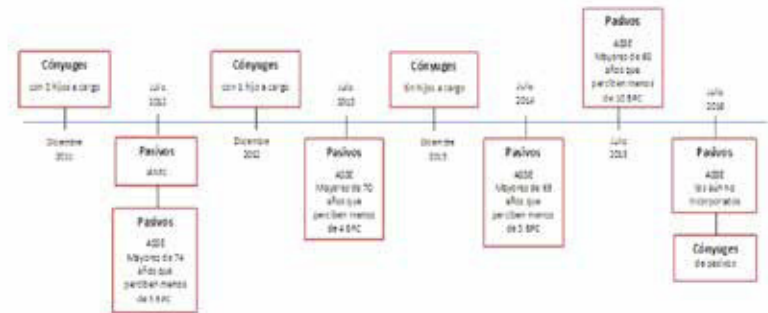 Cónyuges
con 2 hijos a cargo
Diciembre
2011
Julio
2012
Pasivos
Pasivos
ASSE
Mayores de 74
años que
perciben menos
BPC
Cónyuges
con 1 hijo a cargo
Diciembre
2012
Julio
2013
Pasivos
ASSE
Mayores de 70
años que
perciben menos
de 4 BPC
Cónyuges
Sin hijos a cargo
Diciembre
2013
Julio
2014
Pasivos
ASSE
Mayores de
años que
perciben menos
BPC
Pasivos
ASSE
Mayores de 60
años que
perciben menos
de 10 BPC
Julio
2015
Julio
2016
Pasivos
ASSE
los aún no
incorporados
Cónyuges
de pasivos